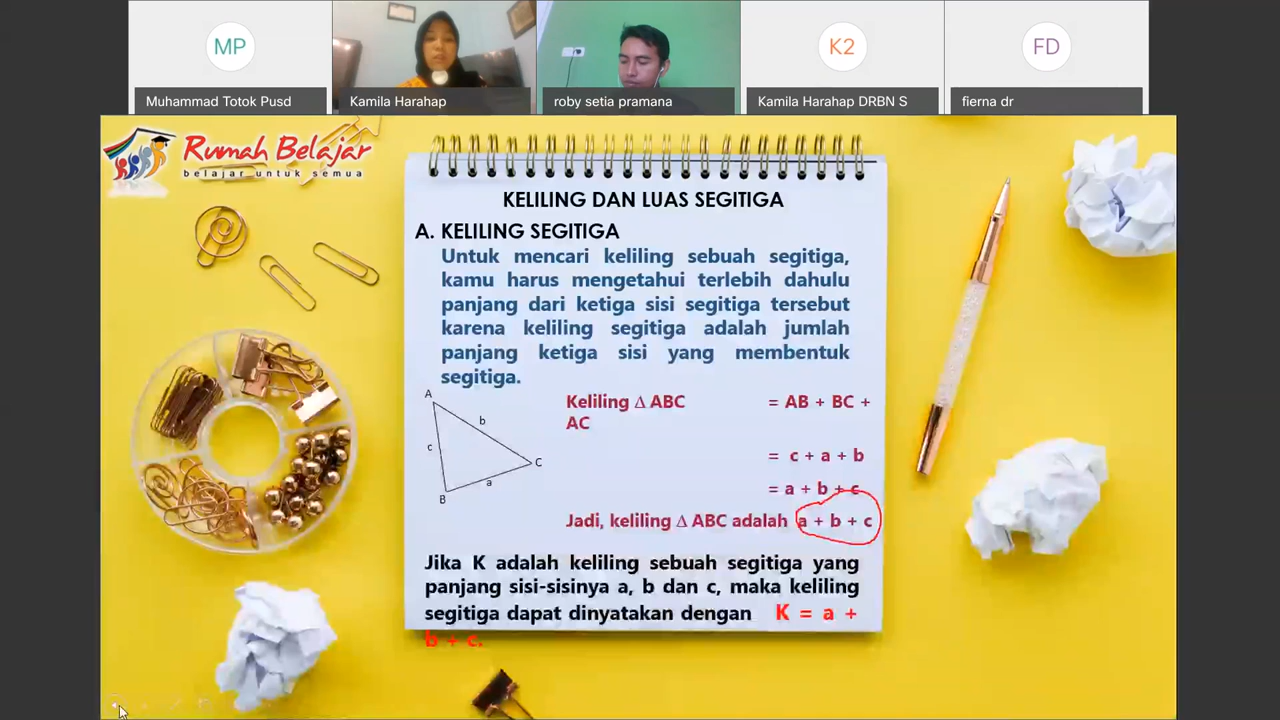 MP
K2
FD
Muhammad Totok Pusd
Kamila Harahap
roby setia pramana
Kamila Harahap DRBN S
fierna dr
Rumah Belajar
belajar untuk semua
KELILING DAN LUAS SEGITIGA
A. KELILING SEGITIGA
Untuk mencari keliling sebuah segitiga,
kamu harus mengetahui terlebih dahulu
panjang dari ketiga sisi segitiga tersebut
karena keliling segitiga adalah jumlah
panjang ketiga sisi yang membentuk
segitiga.
A
b
c
C
a
B
Keliling ∆ ABC = AB + BC +
AC
= c + a + b
= a + b + c
Jadi, keliling ∆ ABC adalah a + b + c
Jika K adalah keliling sebuah segitiga yang
panjang sisi-sisinya a, b dan c, maka keliling
segitiga dapat dinyatakan dengan K = a +
b + c.